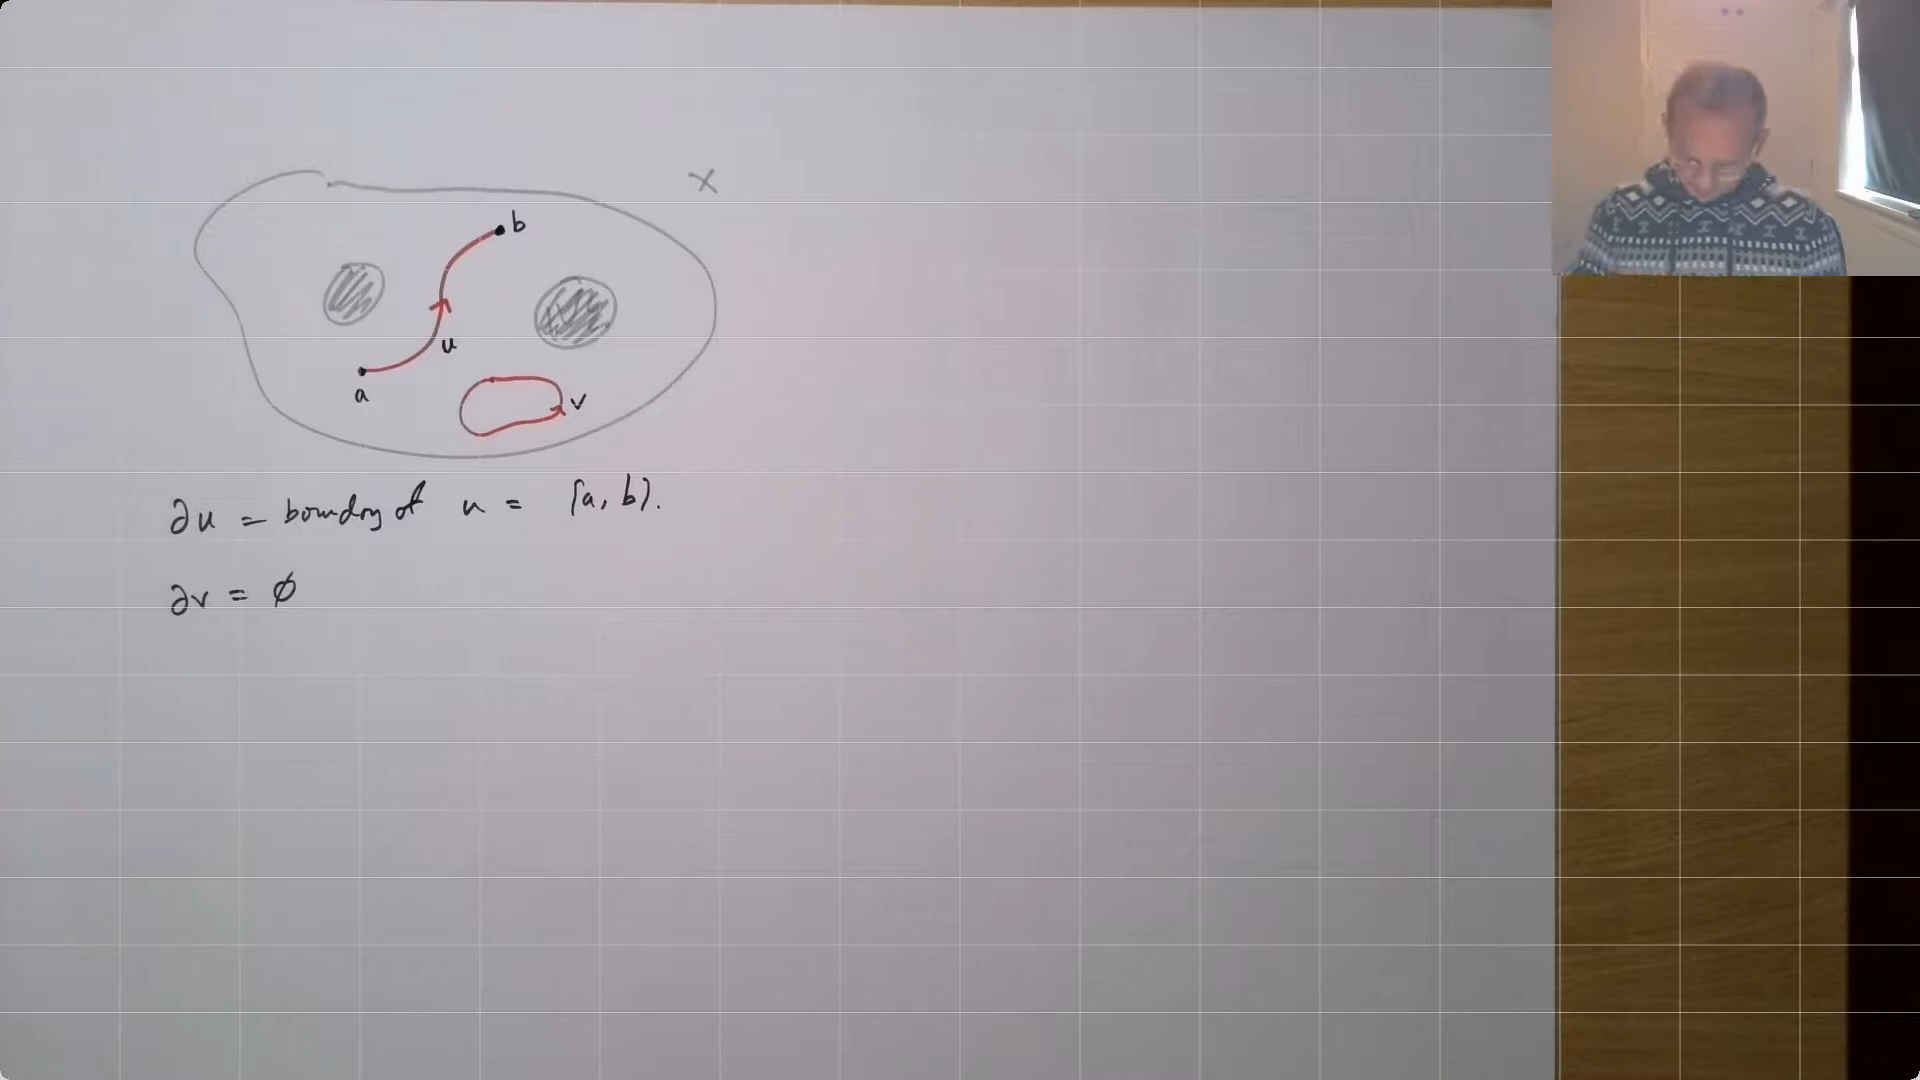 X
b
u
a
v
∂u = boundry of u = (a, b).
∂v = ∅